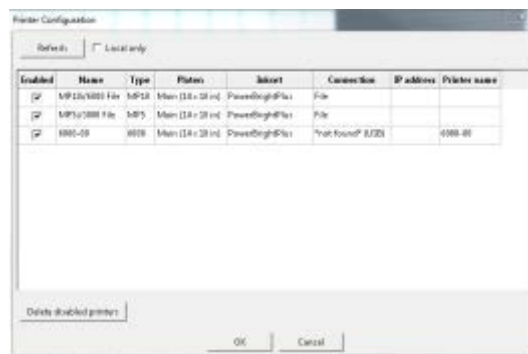 Printer Configuration
Refresh Local only
Enabled Name Type Platen Inkset Connection IP address Printer name
MP10i/6000 File MP10 Main (14 x 18 in) PowerBrightPlus File
MP5i/5000 File MP5 Main (14 x 18 in) PowerBrightPlus File
6000-00 6000 Main (14 x 18 in) PowerBrightPlus *not found* (USB) 6000-00
Delete disabled printers
OK Cancel